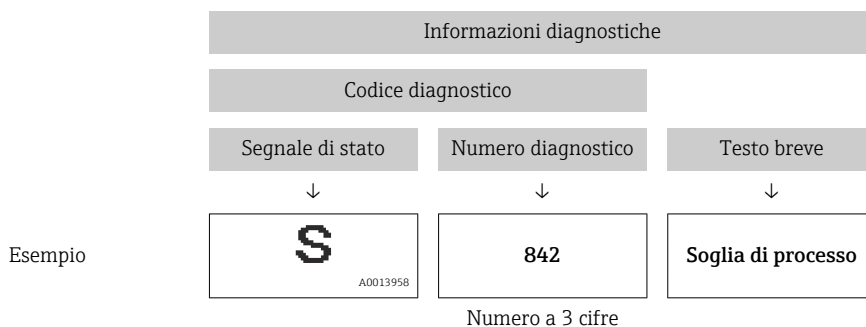 Informazioni diagnostiche
Codice diagnostico
Segnale di stato Numero diagnostico Testo breve
↓ ↓ ↓
Esempio S 842 Soglia di processo
A0013958
Numero a 3 cifre